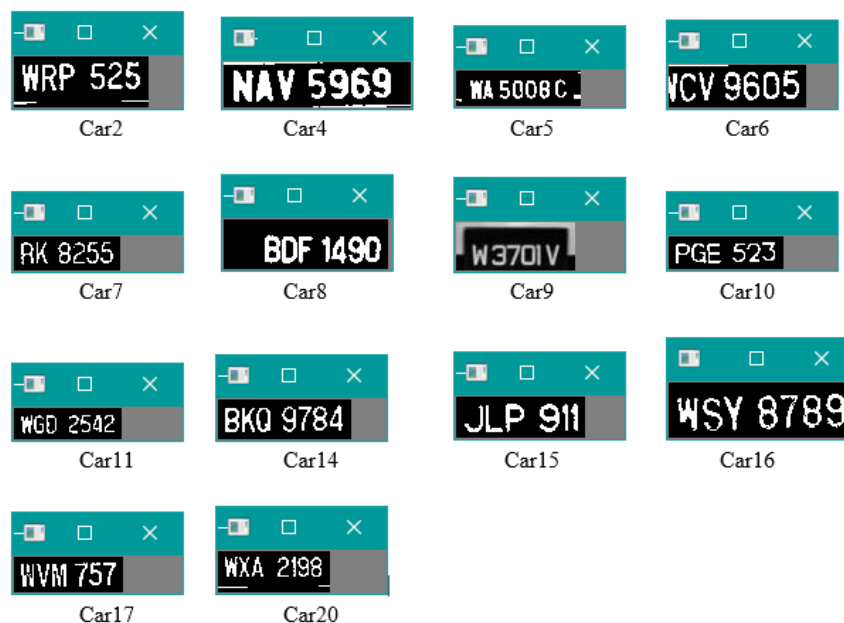 WRP 525
NAV 5969
WA 5008 C
WCV 9605
Car2
Car4
Car5
Car6
RK 8255
BDF 1490
W3701V
PGE 523
Car7
Car8
Car9
Car10
WGD 2542
BKQ 9784
JLP 911
WSY 8789
Car11
Car14
Car15
Car16
WVM 757
WXA 2198
Car17
Car20